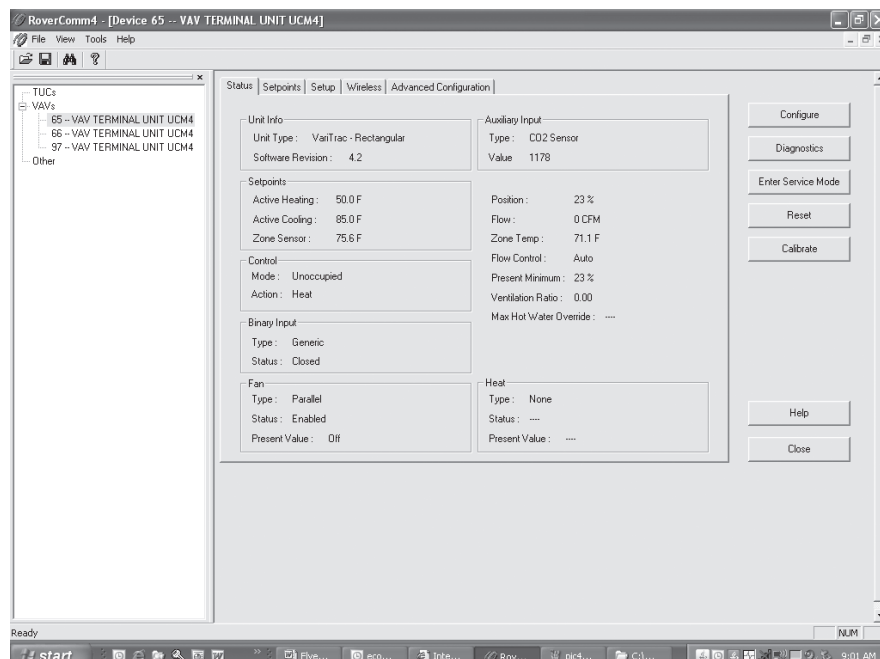 RoverComm4 - [Device 65 -- VAV TERMINAL UNIT UCM4]
File View Tools Help
TUCs
VAVs
65 -- VAV TERMINAL UNIT UCM4
66 -- VAV TERMINAL UNIT UCM4
97 -- VAV TERMINAL UNIT UCM4
Other
Status Setpoints Setup Wireless Advanced Configuration
Unit Info
Unit Type : VariTrac - Rectangular
Software Revision : 4.2
Auxiliary Input
Type : CO2 Sensor
Value 1178
Setpoints
Active Heating : 50.0 F
Active Cooling : 85.0 F
Zone Sensor : 75.6 F
Position : 23 %
Flow : 0 CFM
Zone Temp : 71.1 F
Flow Control : Auto
Present Minimum : 23 %
Ventilation Ratio : 0.00
Max Hot Water Override : ----
Control
Mode : Unoccupied
Action : Heat
Binary Input
Type : Generic
Status : Closed
Fan
Type : Parallel
Status : Enabled
Present Value : Off
Heat
Type : None
Status : ----
Present Value : ----
Configure
Diagnostics
Enter Service Mode
Reset
Calibrate
Help
Close
Ready
NUM
start
Five...
eco...
Inte...
Rov...
pic4...
C:\...
9:01 AM